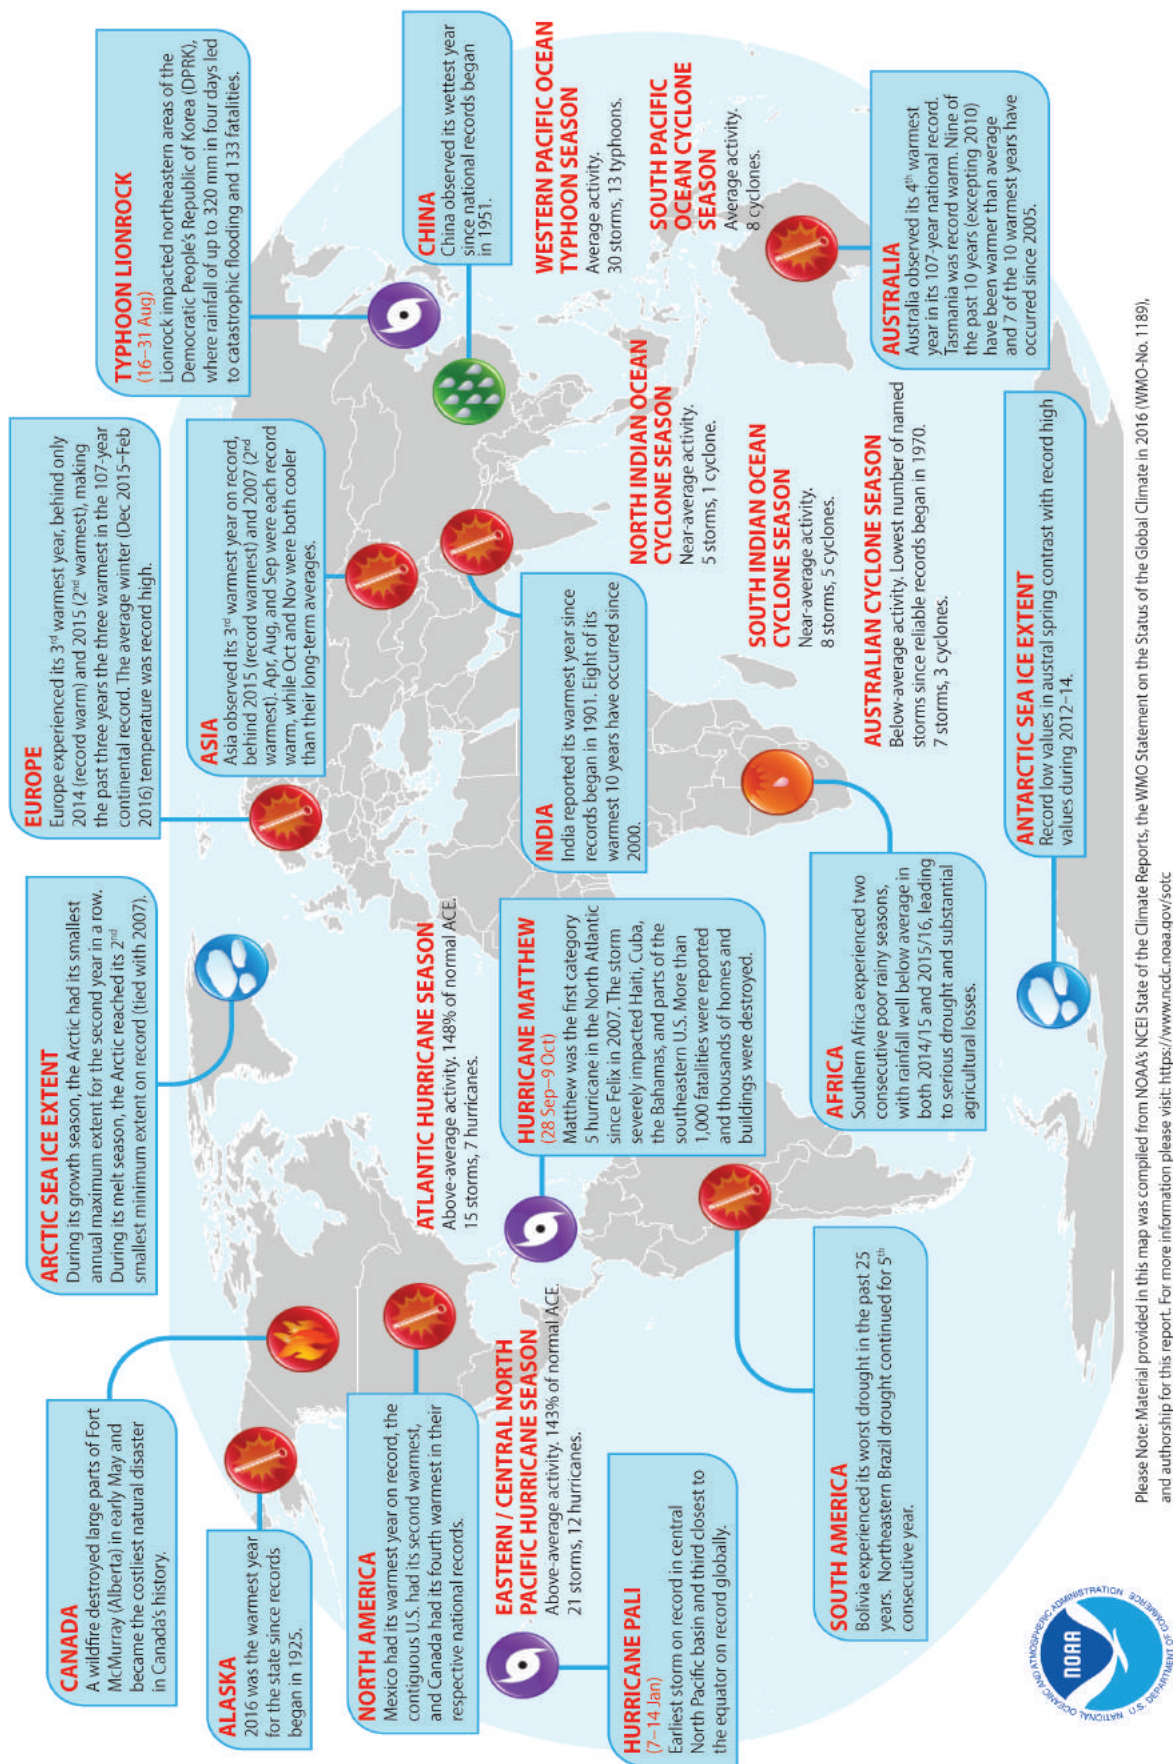 CANADA
A wildfire destroyed large parts of Fort
McMurray (Alberta) in early May and
became the costliest natural disaster
in Canada's history.
ARCTIC SEA ICE EXTENT
During its growth season, the Arctic had its smallest
annual maximum extent for the second year in a row.
During its melt season, the Arctic reached its 2nd
smallest minimum extent on record (tied with 2007).
EUROPE
Europe experienced its 3rd warmest year, behind only
2014 (record warm) and 2015 (2nd warmest), making
the past three years the three warmest in the 107-year
continental record. The average winter (Dec 2015–Feb
2016) temperature was record high.
TYPHOON LIONROCK
(16–31 Aug)
Lionrock impacted northeastern areas of the
Democratic People's Republic of Korea (DPRK),
where rainfall of up to 320 mm in four days led
to catastrophic flooding and 133 fatalities.
ALASKA
2016 was the warmest year
for the state since records
began in 1925.
ASIA
Asia observed its 3rd warmest year on record,
behind 2015 (record warmest) and 2007 (2nd
warmest). Apr, Aug, and Sep were each record
warm, while Oct and Nov were both cooler
than their long-term averages.
NORTH AMERICA
Mexico had its warmest year on record, the
contiguous U.S. had its second warmest,
and Canada had its fourth warmest in their
respective national records.
ATLANTIC HURRICANE SEASON
Above-average activity. 148% of normal ACE.
15 storms, 7 hurricanes.
CHINA
China observed its wettest year
since national records began
in 1951.
EASTERN / CENTRAL NORTH
PACIFIC HURRICANE SEASON
Above-average activity. 143% of normal ACE.
21 storms, 12 hurricanes.
HURRICANE MATTHEW
(28 Sep–9 Oct)
Matthew was the first category
5 hurricane in the North Atlantic
since Felix in 2007. The storm
severely impacted Haiti, Cuba,
the Bahamas, and parts of the
southeastern U.S. More than
1,000 fatalities were reported
and thousands of homes and
buildings were destroyed.
INDIA
India reported its warmest year since
records began in 1901. Eight of its
warmest 10 years have occurred since
2000.
WESTERN PACIFIC OCEAN
TYPHOON SEASON
Average activity.
30 storms, 13 typhoons.
HURRICANE PALI
(7–14 Jan)
Earliest storm on record in central
North Pacific basin and third closest to
the equator on record globally.
NORTH INDIAN OCEAN
CYCLONE SEASON
Near-average activity.
5 storms, 1 cyclone.
SOUTH PACIFIC
OCEAN CYCLONE
SEASON
Average activity.
8 cyclones.
SOUTH INDIAN OCEAN
CYCLONE SEASON
Near-average activity.
8 storms, 5 cyclones.
SOUTH AMERICA
Bolivia experienced its worst drought in the past 25
years. Northeastern Brazil drought continued for 5th
consecutive year.
AFRICA
Southern Africa experienced two
consecutive poor rainy seasons,
with rainfall well below average in
both 2014/15 and 2015/16, leading
to serious drought and substantial
agricultural losses.
AUSTRALIAN CYCLONE SEASON
Below-average activity. Lowest number of named
storms since reliable records began in 1970.
7 storms, 3 cyclones.
AUSTRALIA
Australia observed its 4th warmest
year in its 107-year national record.
Tasmania was record warm. Nine of
the past 10 years (excepting 2010)
have been warmer than average
and 7 of the 10 warmest years have
occurred since 2005.
ANTARCTIC SEA ICE EXTENT
Record low values in austral spring contrast with record high
values during 2012–14.
NATIONAL OCEANIC AND ATMOSPHERIC ADMINISTRATION
NOAA
U.S. DEPARTMENT OF COMMERCE
Please Note: Material provided in this map was compiled from NOAA's NCEI State of the Climate Reports, the WMO Statement on the Status of the Global Climate in 2016 (WMO-No. 1189),
and authorship for this report. For more information please visit: https://www.ncdc.noaa.gov/sotc